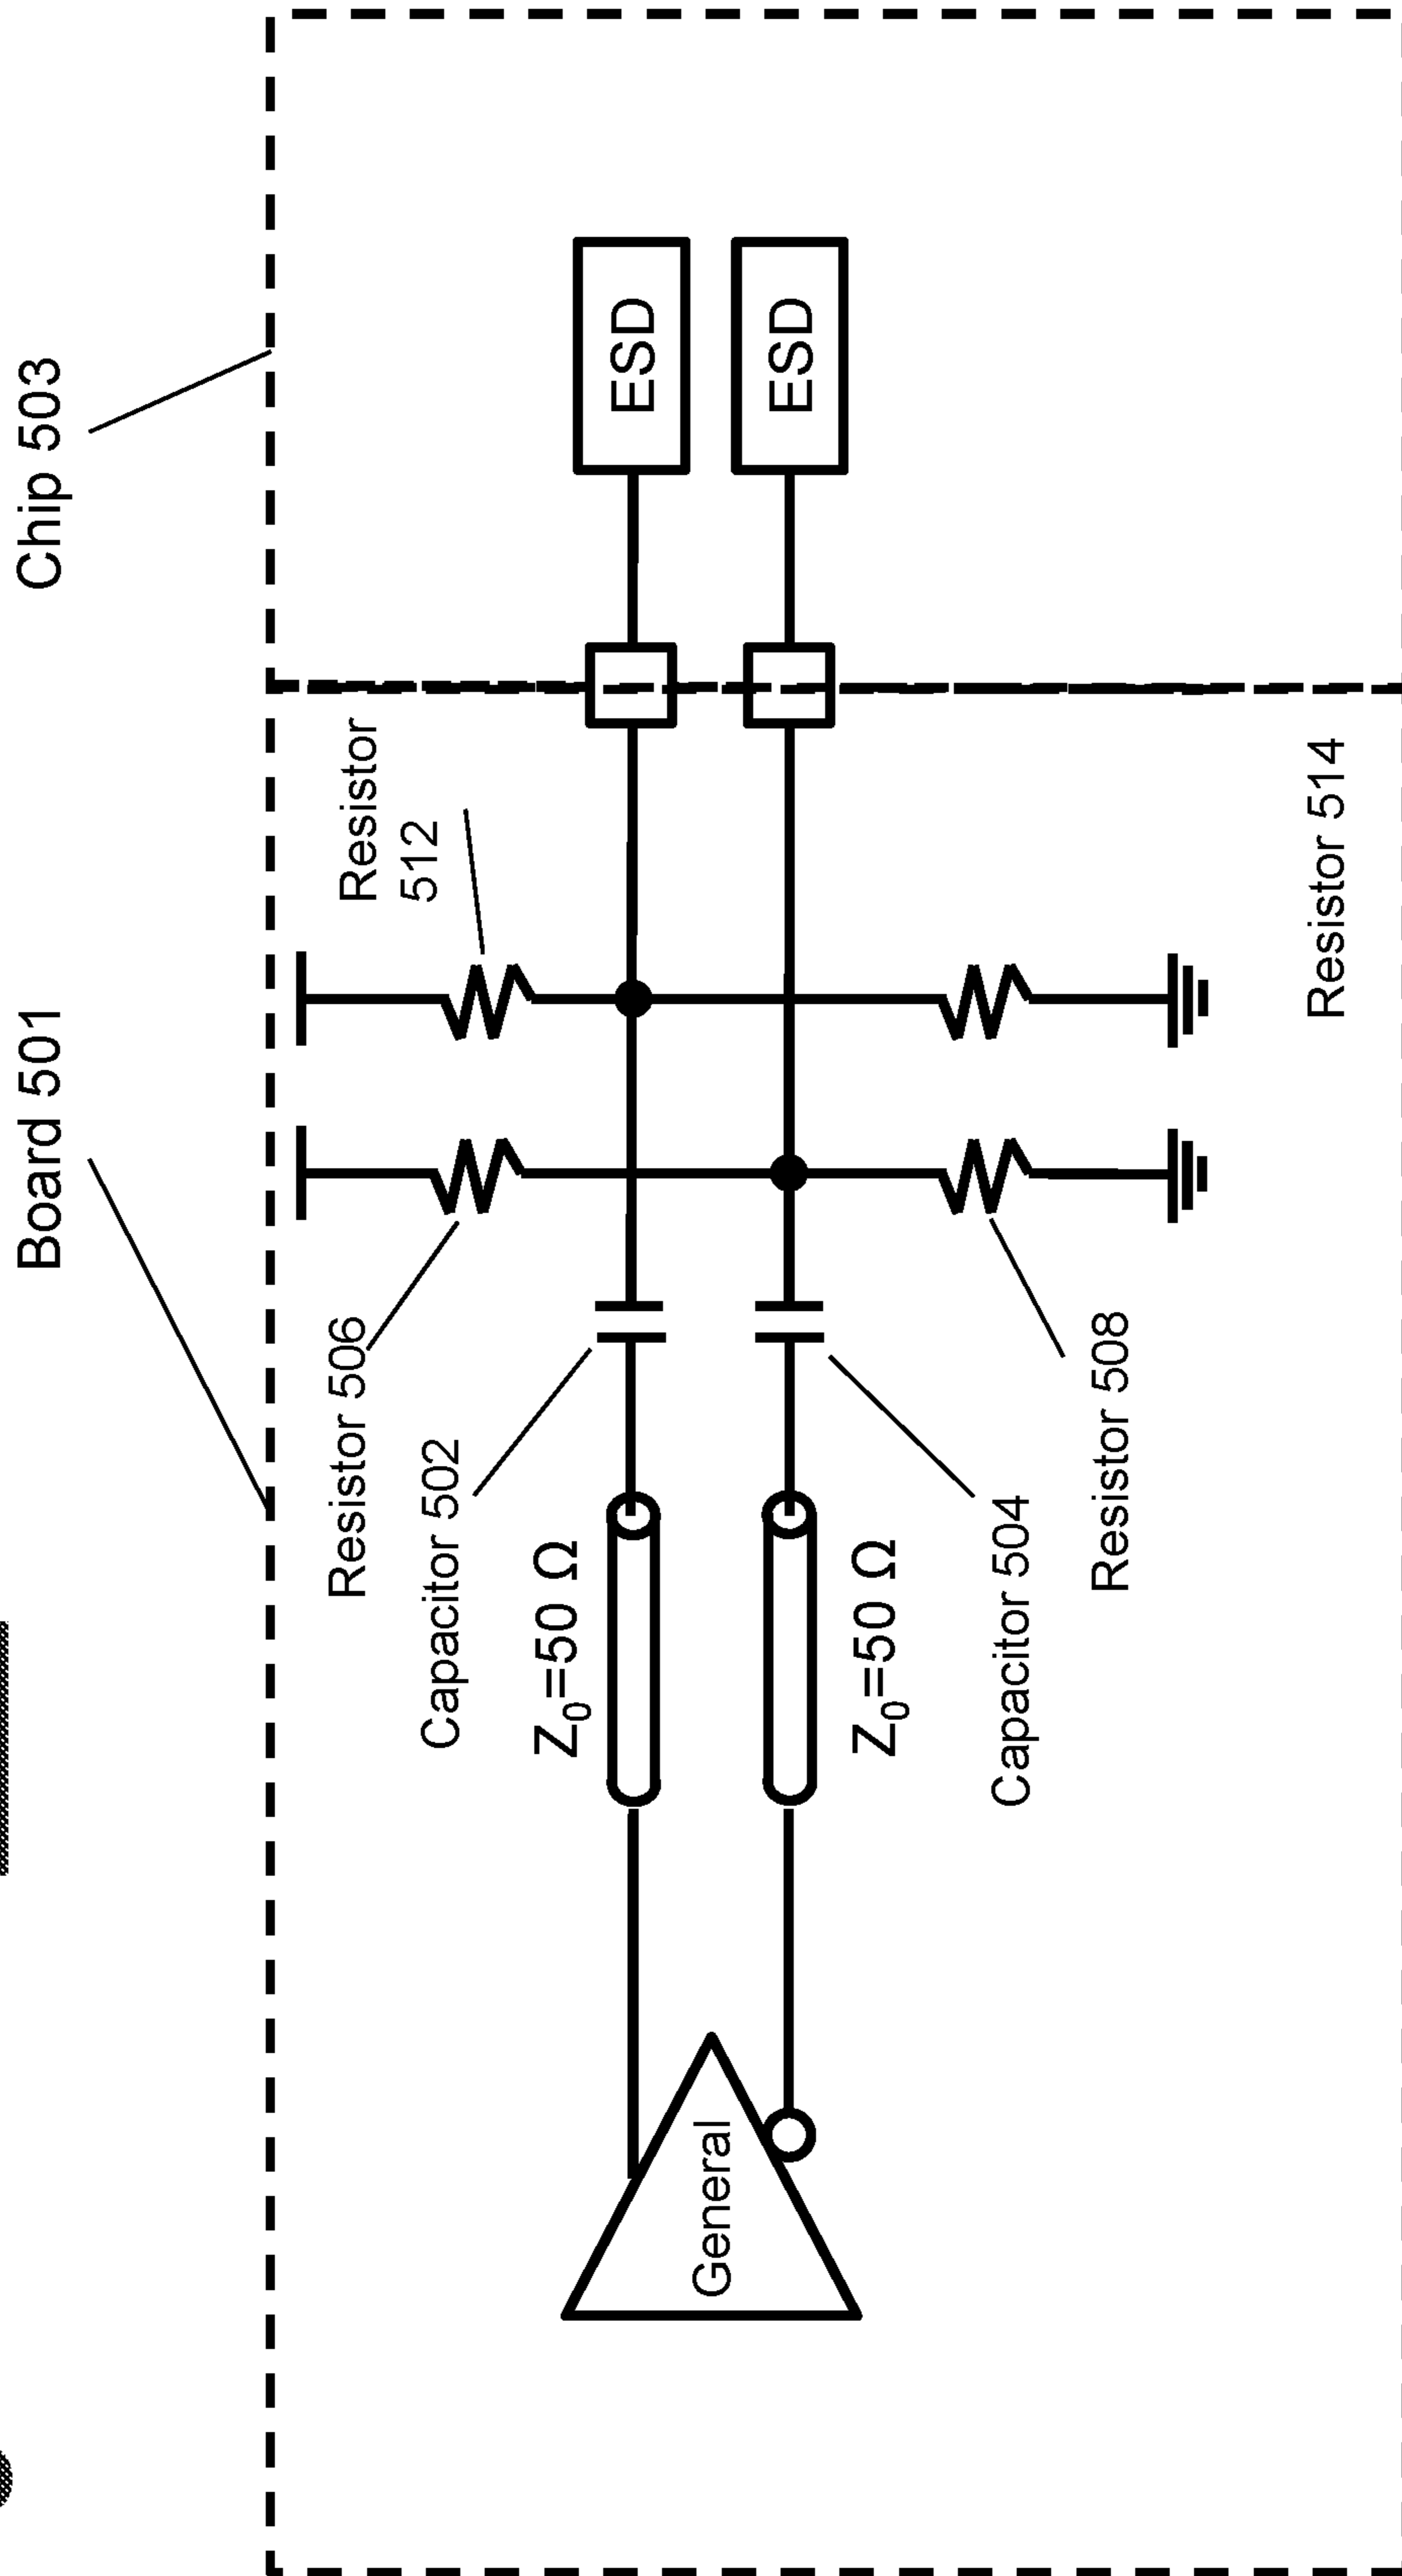 Board 501
Chip 503
Resistor 506
Resistor
512
Capacitor 502
Z₀=50 Ω
General
ESD
ESD
Z₀=50 Ω
Capacitor 504
Resistor 508
Resistor 514